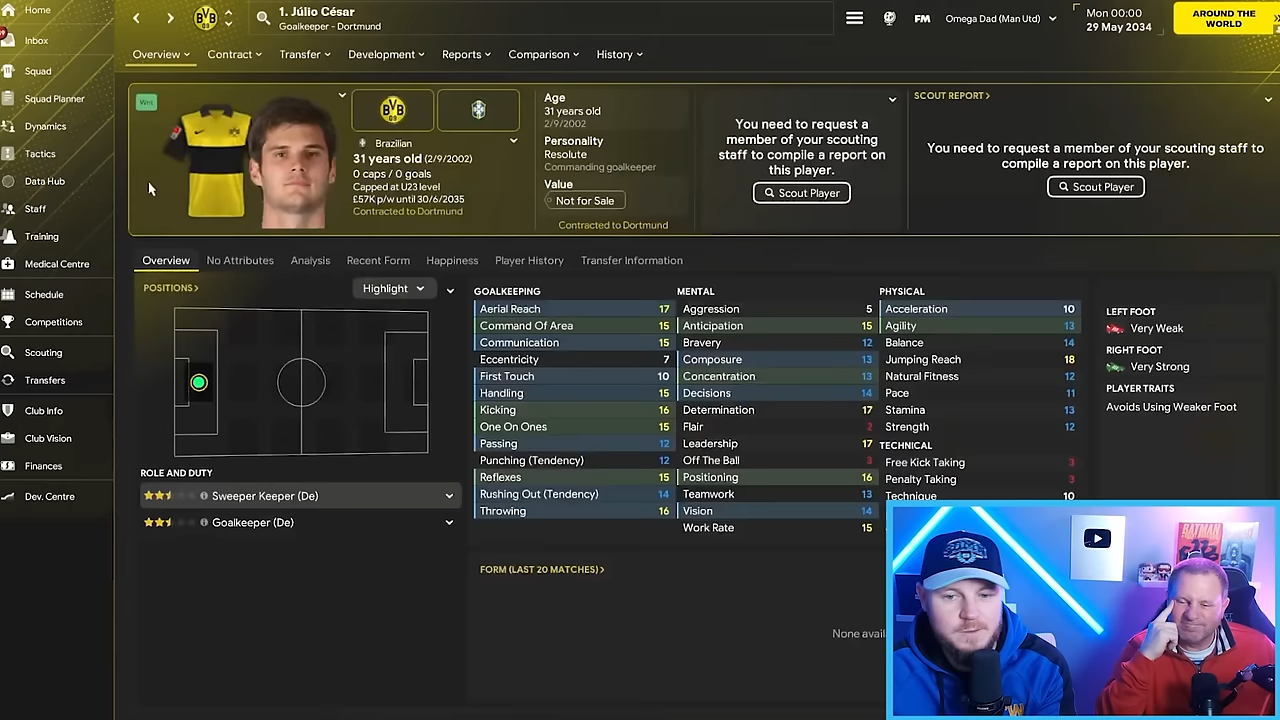 Home
Inbox
Squad
Squad Planner
Dynamics
Tactics
Data Hub
Staff
Training
Medical Centre
Schedule
Competitions
Scouting
Transfers
Club Info
Club Vision
Finances
Dev. Centre
BVB
09
1. Júlio César
Goalkeeper - Dortmund
FM
Omega Dad (Man Utd)
Mon 00:00
29 May 2034
AROUND THE
WORLD
Overview
Contract
Transfer
Development
Reports
Comparison
History
Wnt
BVB
09
Brazilian
31 years old (2/9/2002)
0 caps / 0 goals
Capped at U23 level
£57K p/w until 30/6/2035
Contracted to Dortmund
Age
31 years old
2/9/2002
Personality
Resolute
Commanding goalkeeper
Value
Not for Sale
Contracted to Dortmund
You need to request a
member of your scouting
staff to compile a report on
this player.
Scout Player
SCOUT REPORT >
You need to request a member of your scouting staff to
compile a report on this player.
Scout Player
Overview
No Attributes
Analysis
Recent Form
Happiness
Player History
Transfer Information
POSITIONS >
Highlight
ROLE AND DUTY
Sweeper Keeper (De)
Goalkeeper (De)
GOALKEEPING
Aerial Reach 17
Command Of Area 15
Communication 15
Eccentricity 7
First Touch 10
Handling 15
Kicking 16
One On Ones 15
Passing 12
Punching (Tendency) 12
Reflexes 15
Rushing Out (Tendency) 14
Throwing 16
MENTAL
Aggression 5
Anticipation 15
Bravery 12
Composure 13
Concentration 13
Decisions 14
Determination 17
Flair 2
Leadership 17
Off The Ball 3
Positioning 16
Teamwork 13
Vision 14
Work Rate 15
PHYSICAL
Acceleration 10
Agility 13
Balance 14
Jumping Reach 18
Natural Fitness 12
Pace 11
Stamina 13
Strength 12
TECHNICAL
Free Kick Taking 3
Penalty Taking 3
Technique 10
LEFT FOOT
Very Weak
RIGHT FOOT
Very Strong
PLAYER TRAITS
Avoids Using Weaker Foot
FORM (LAST 20 MATCHES) >
None avail
BATMAN